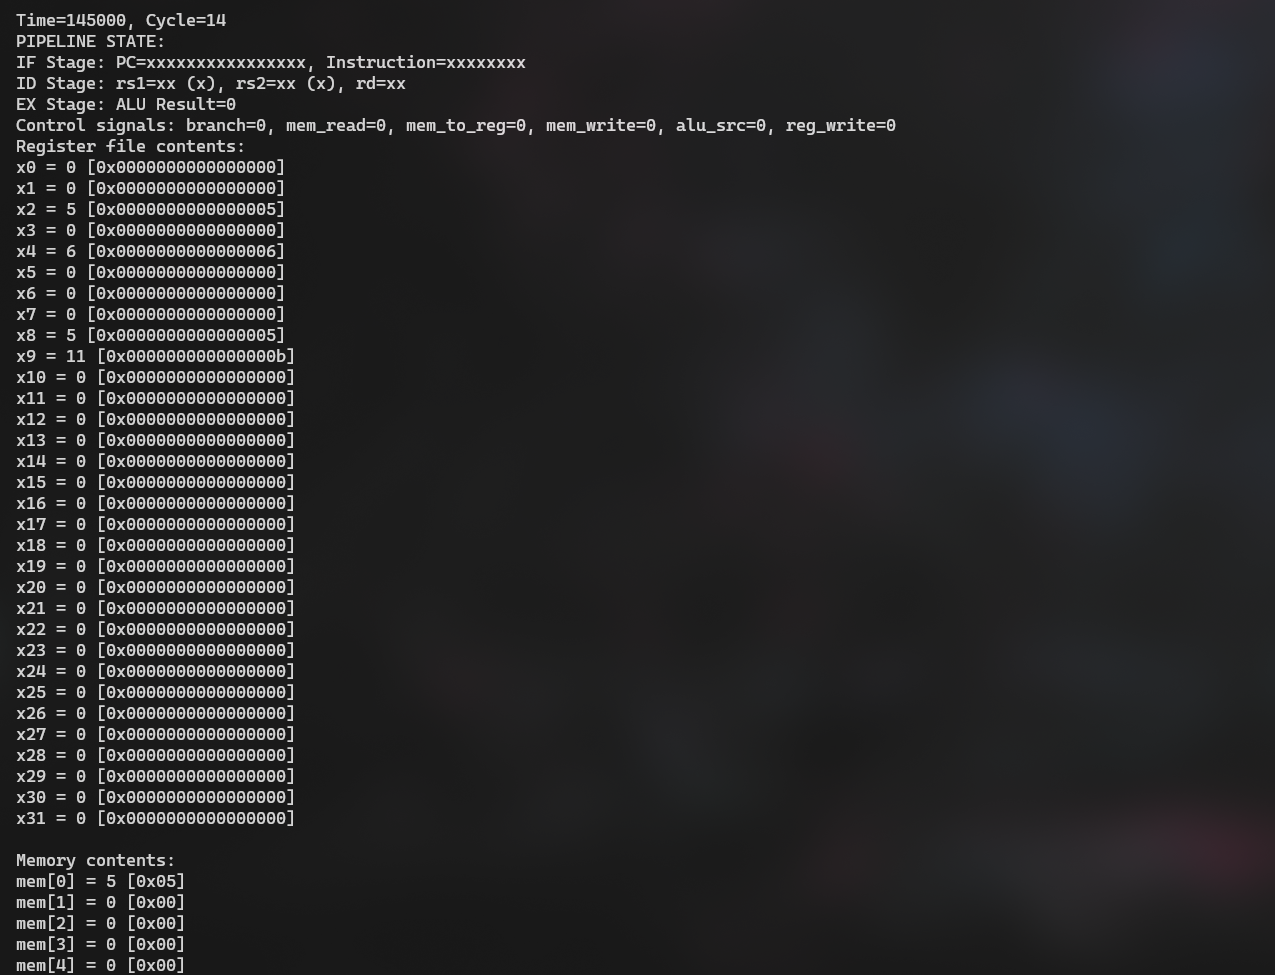 Time=145000, Cycle=14
PIPELINE STATE:
IF Stage: PC=xxxxxxxxxxxxxxxx, Instruction=xxxxxxxx
ID Stage: rs1=xx (x), rs2=xx (x), rd=xx
EX Stage: ALU Result=0
Control signals: branch=0, mem_read=0, mem_to_reg=0, mem_write=0, alu_src=0, reg_write=0
Register file contents:
x0 = 0 [0x0000000000000000]
x1 = 0 [0x0000000000000000]
x2 = 5 [0x0000000000000005]
x3 = 0 [0x0000000000000000]
x4 = 6 [0x0000000000000006]
x5 = 0 [0x0000000000000000]
x6 = 0 [0x0000000000000000]
x7 = 0 [0x0000000000000000]
x8 = 5 [0x0000000000000005]
x9 = 11 [0x000000000000000b]
x10 = 0 [0x0000000000000000]
x11 = 0 [0x0000000000000000]
x12 = 0 [0x0000000000000000]
x13 = 0 [0x0000000000000000]
x14 = 0 [0x0000000000000000]
x15 = 0 [0x0000000000000000]
x16 = 0 [0x0000000000000000]
x17 = 0 [0x0000000000000000]
x18 = 0 [0x0000000000000000]
x19 = 0 [0x0000000000000000]
x20 = 0 [0x0000000000000000]
x21 = 0 [0x0000000000000000]
x22 = 0 [0x0000000000000000]
x23 = 0 [0x0000000000000000]
x24 = 0 [0x0000000000000000]
x25 = 0 [0x0000000000000000]
x26 = 0 [0x0000000000000000]
x27 = 0 [0x0000000000000000]
x28 = 0 [0x0000000000000000]
x29 = 0 [0x0000000000000000]
x30 = 0 [0x0000000000000000]
x31 = 0 [0x0000000000000000]
Memory contents:
mem[0] = 5 [0x05]
mem[1] = 0 [0x00]
mem[2] = 0 [0x00]
mem[3] = 0 [0x00]
mem[4] = 0 [0x00]